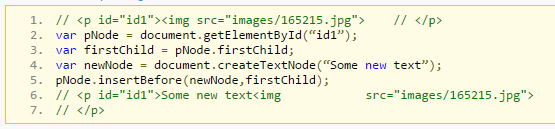 1. // <p id="id1"><img src="images/165215.jpg">    // </p>
2. var pNode = document.getElementById(“id1”);
3. var firstChild = pNode.firstChild;
4. var newNode = document.createTextNode(“Some new text”);
5. pNode.insertBefore(newNode,firstChild);
6. // <p id="id1">Some new text<img            src="images/165215.jpg">
7. // </p>